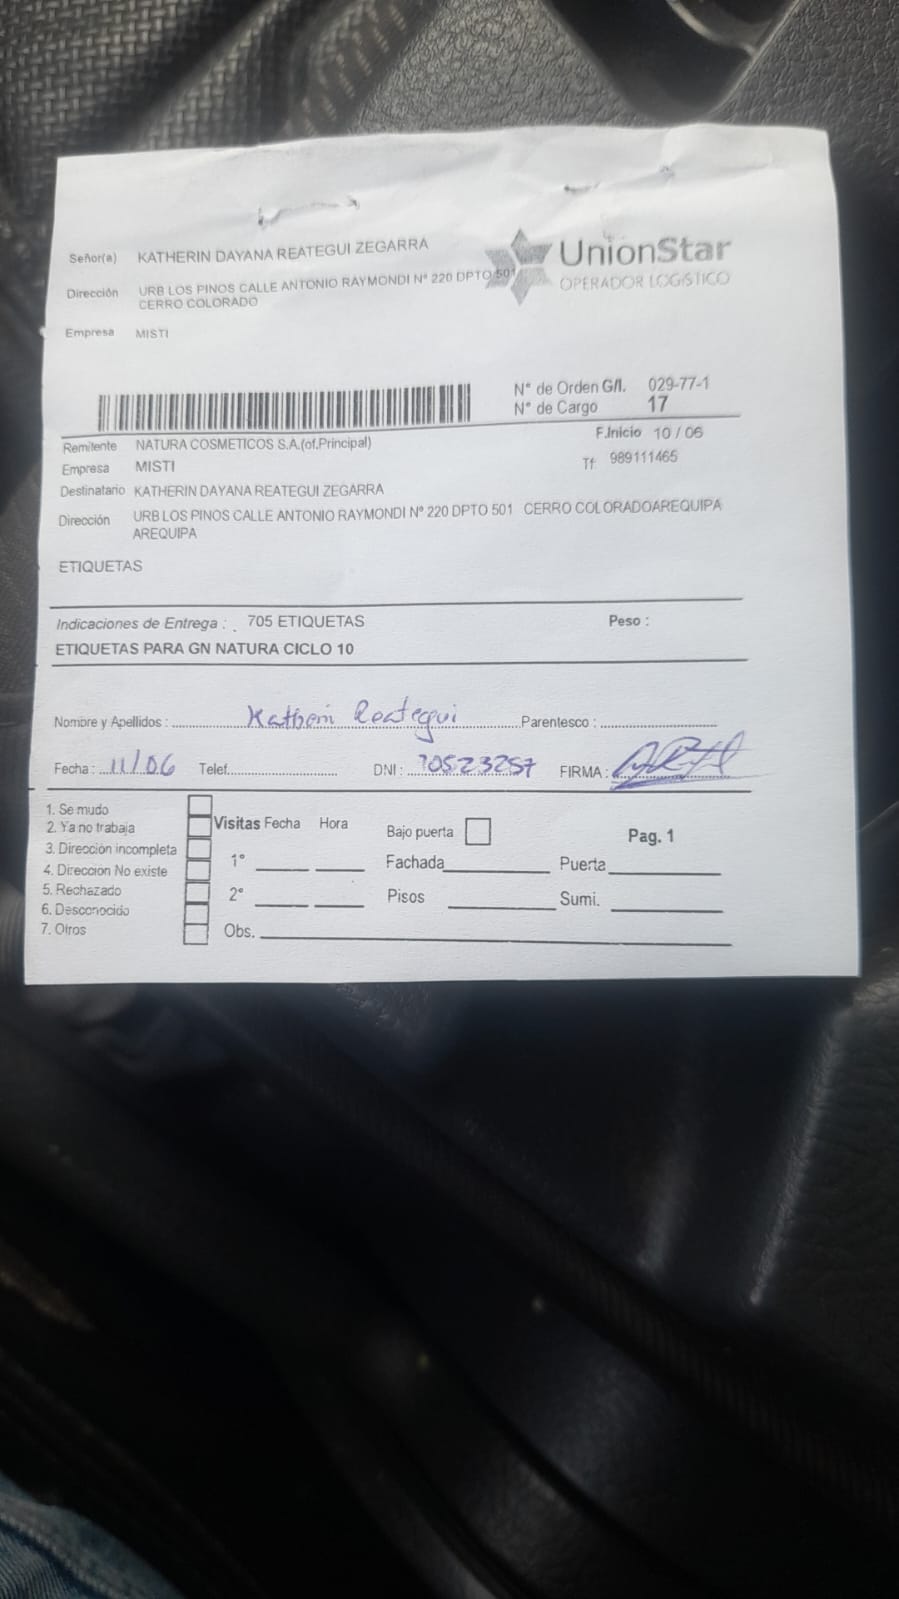 Señor(a) KATHERIN DAYANA REATEGUI ZEGARRA
UnionStar
OPERADOR LOGISTICO
Dirección URB LOS PINOS CALLE ANTONIO RAYMONDI Nº 220 DPTO 501
CERRO COLORADO
Empresa MISTI
N° de Orden G/I. 029-77-1
N° de Cargo 17
F.Inicio 10 / 06
Remitente NATURA COSMETICOS S.A.(of.Principal)
Empresa MISTI
Tf: 989111465
Destinatario KATHERIN DAYANA REATEGUI ZEGARRA
Dirección URB LOS PINOS CALLE ANTONIO RAYMONDI Nº 220 DPTO 501 CERRO COLORADOAREQUIPA
AREQUIPA
ETIQUETAS
Indicaciones de Entrega : . 705 ETIQUETAS Peso :
ETIQUETAS PARA GN NATURA CICLO 10
Nombre y Apellidos : Katherin Reategui Parentesco :
Fecha : 11/06 Telef. DNI : 70523257 FIRMA :
1. Se mudo
2. Ya no trabaja
3. Dirección incompleta
4. Dirección No existe
5. Rechazado
6. Desconocido
7. Otros
Visitas Fecha Hora
1°
2°
Obs.
Bajo puerta
Fachada
Pisos
Pag. 1
Puerta
Sumi.